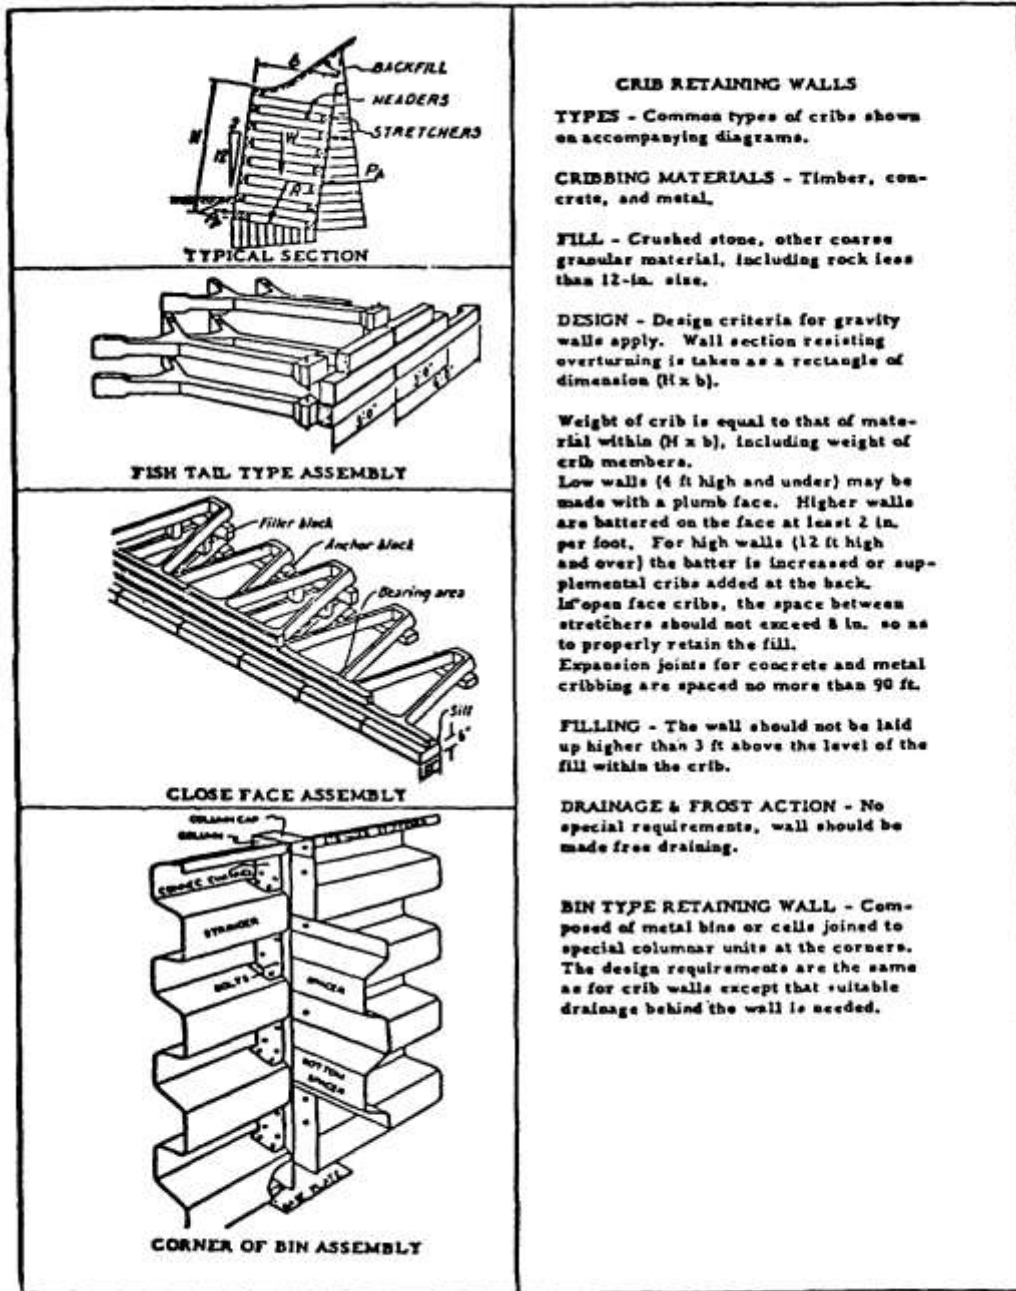 b
BACKFILL
HEADERS
STRETCHERS
H
2
12
W
PA
R
TYPICAL SECTION
2'0"
3'0"
FISH TAIL TYPE ASSEMBLY
Filler block
Anchor block
Bearing area
Sill
6"
CLOSE FACE ASSEMBLY
COLUMN CAP
COLUMN
STRINGER
BOLTS
SPACER
BOTTOM
SPACER
BASE PLATE
CORNER OF BIN ASSEMBLY
CRIB RETAINING WALLS
TYPES - Common types of cribs shown
on accompanying diagrams.
CRIBBING MATERIALS - Timber, con-
crete, and metal.
FILL - Crushed stone, other coarse
granular material, including rock less
than 12-in. size.
DESIGN - Design criteria for gravity
walls apply. Wall section resisting
overturning is taken as a rectangle of
dimension (H x b).
Weight of crib is equal to that of mate-
rial within (H x b), including weight of
crib members.
Low walls (4 ft high and under) may be
made with a plumb face. Higher walls
are battered on the face at least 2 in.
per foot. For high walls (12 ft high
and over) the batter is increased or sup-
plemental cribs added at the back.
In open face cribs, the space between
stretchers should not exceed 8 in. so as
to properly retain the fill.
Expansion joints for concrete and metal
cribbing are spaced no more than 90 ft.
FILLING - The wall should not be laid
up higher than 3 ft above the level of the
fill within the crib.
DRAINAGE & FROST ACTION - No
special requirements, wall should be
made free draining.
BIN TYPE RETAINING WALL - Com-
posed of metal bins or cells joined to
special columnar units at the corners.
The design requirements are the same
as for crib walls except that suitable
drainage behind the wall is needed.